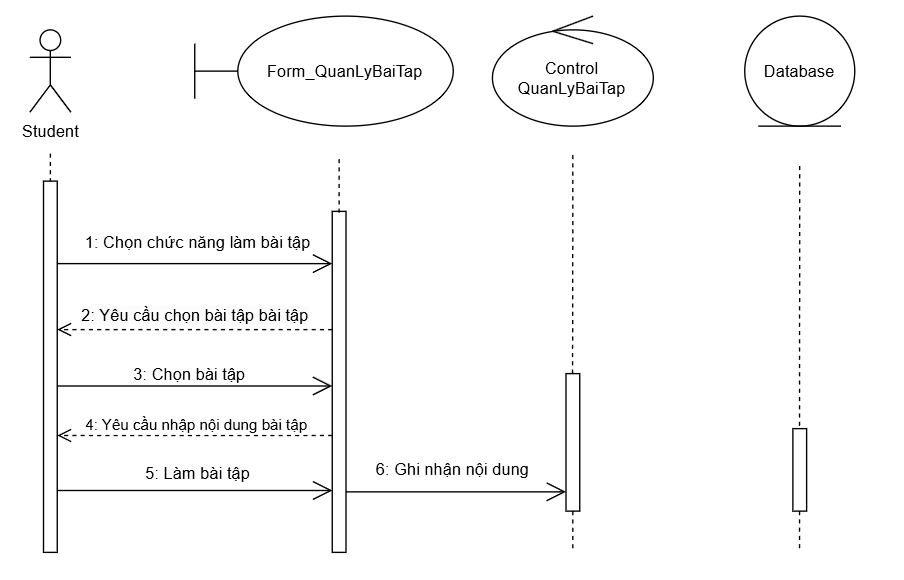 Student
Form_QuanLyBaiTap
Control
QuanLyBaiTap
Database
1: Chọn chức năng làm bài tập
2: Yêu cầu chọn bài tập bài tập
3: Chọn bài tập
4: Yêu cầu nhập nội dung bài tập
5: Làm bài tập
6: Ghi nhận nội dung